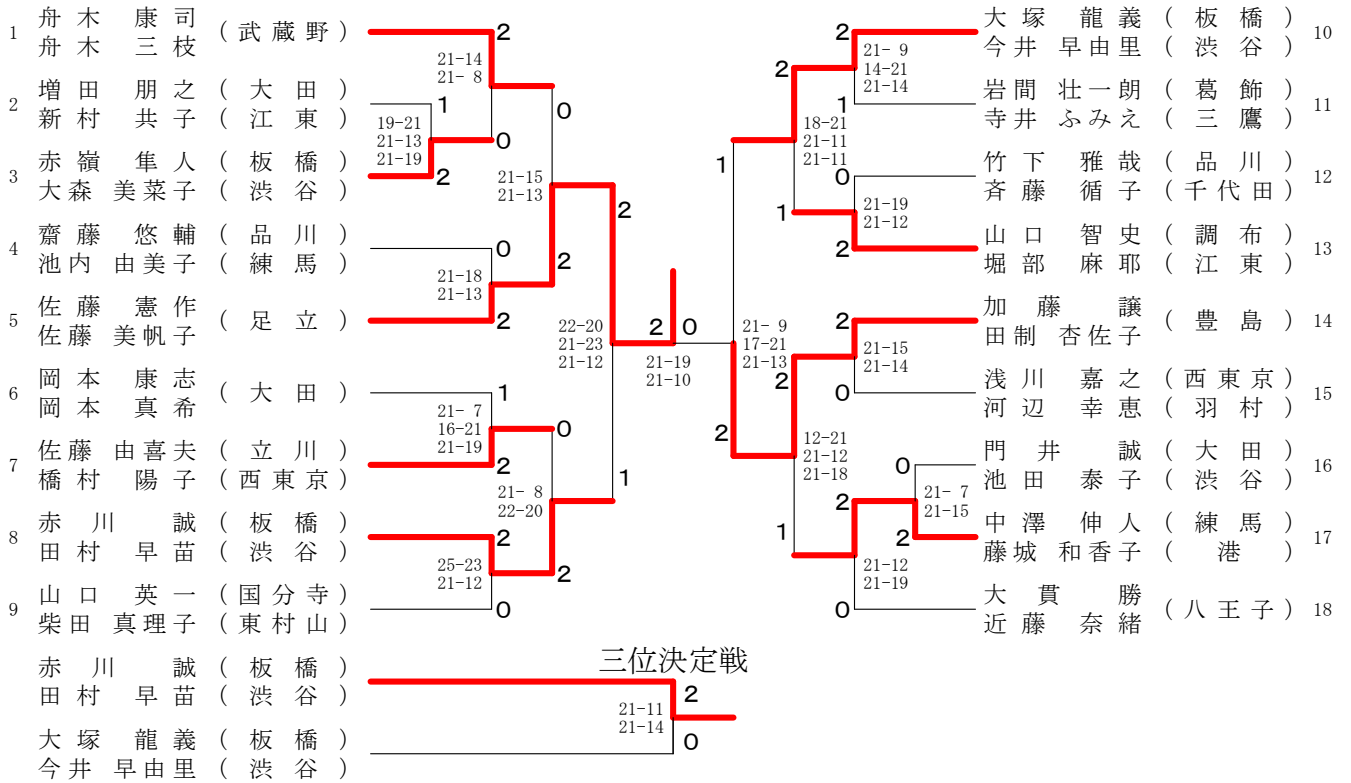 1 舟木 康司 (武蔵野)
舟木 三枝
2 増田 朋之 (大田)
新村 共子 (江東)
3 赤嶺 隼人 (板橋)
大森 美菜子 (渋谷)
4 齋藤 悠輔 (品川)
池内 由美子 (練馬)
5 佐藤 憲作 (足立)
佐藤 美帆子
6 岡本 康志 (大田)
岡本 真希
7 佐藤 由喜夫 (立川)
橋村 陽子 (西東京)
8 赤川 誠 (板橋)
田村 早苗 (渋谷)
9 山口 英一 (国分寺)
柴田 真理子 (東村山)
2
21-14
21- 8
0
1
19-21
21-13
21-19
2
0
21-15
21-13
2
0
21-18
21-13
2
2
22-20
21-23
21-12
1
1
21- 7
16-21
21-19
2
0
21- 8
22-20
2
2
25-23
21-12
0
2 0
21-19
21-10
大塚 龍義 (板橋) 10
今井 早由里 (渋谷)
岩間 壮一朗 (葛飾) 11
寺井 ふみえ (三鷹)
竹下 雅哉 (品川) 12
斉藤 循子 (千代田)
山口 智史 (調布) 13
堀部 麻耶 (江東)
加藤 譲 (豊島) 14
田制 杏佐子
浅川 嘉之 (西東京) 15
河辺 幸恵 (羽村)
門井 誠 (大田) 16
池田 泰子 (渋谷)
中澤 伸人 (練馬) 17
藤城 和香子 (港)
大貫 勝 (八王子) 18
近藤 奈緒
2
21- 9
14-21
21-14
1
2
18-21
21-11
21-11
1
0
21-19
21-12
2
1
21- 9
17-21
21-13
2
2
21-15
21-14
0
2
12-21
21-12
21-18
1
0
21- 7
21-15
2
2
21-12
21-19
0
三位決定戦
赤川 誠 (板橋)
田村 早苗 (渋谷)
2
21-11
21-14
0
大塚 龍義 (板橋)
今井 早由里 (渋谷)